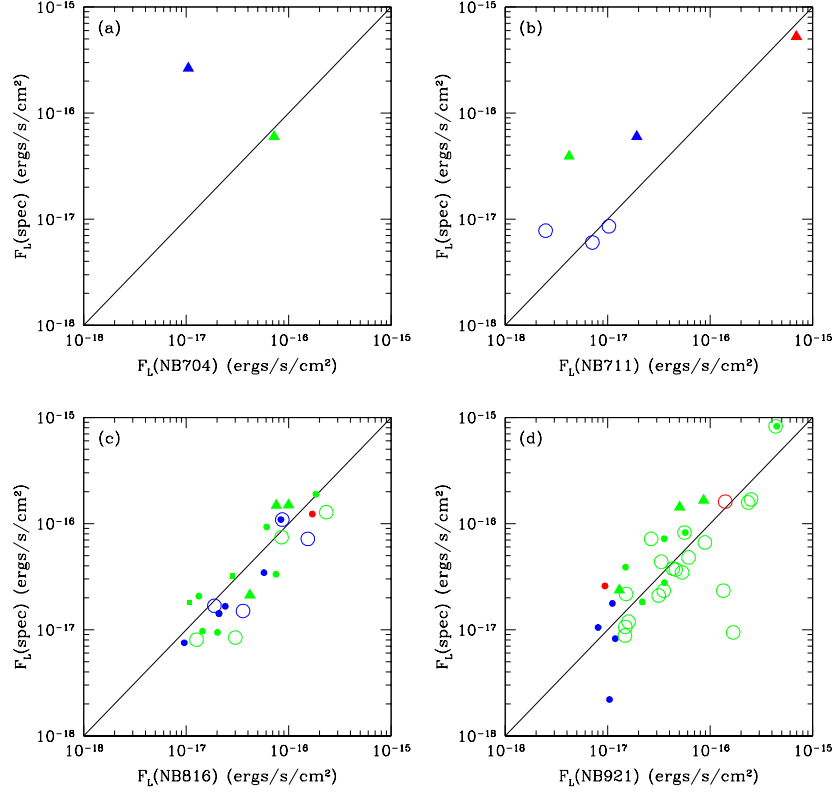 (a)
10⁻¹⁵
10⁻¹⁶
10⁻¹⁷
10⁻¹⁸
F_L(spec) (ergs/s/cm²)
10⁻¹⁸ 10⁻¹⁷ 10⁻¹⁶ 10⁻¹⁵
F_L(NB704) (ergs/s/cm²)
(b)
10⁻¹⁵
10⁻¹⁶
10⁻¹⁷
10⁻¹⁸
F_L(spec) (ergs/s/cm²)
10⁻¹⁸ 10⁻¹⁷ 10⁻¹⁶ 10⁻¹⁵
F_L(NB711) (ergs/s/cm²)
(c)
10⁻¹⁵
10⁻¹⁶
10⁻¹⁷
10⁻¹⁸
F_L(spec) (ergs/s/cm²)
10⁻¹⁸ 10⁻¹⁷ 10⁻¹⁶ 10⁻¹⁵
F_L(NB816) (ergs/s/cm²)
(d)
10⁻¹⁵
10⁻¹⁶
10⁻¹⁷
10⁻¹⁸
F_L(spec) (ergs/s/cm²)
10⁻¹⁸ 10⁻¹⁷ 10⁻¹⁶ 10⁻¹⁵
F_L(NB921) (ergs/s/cm²)